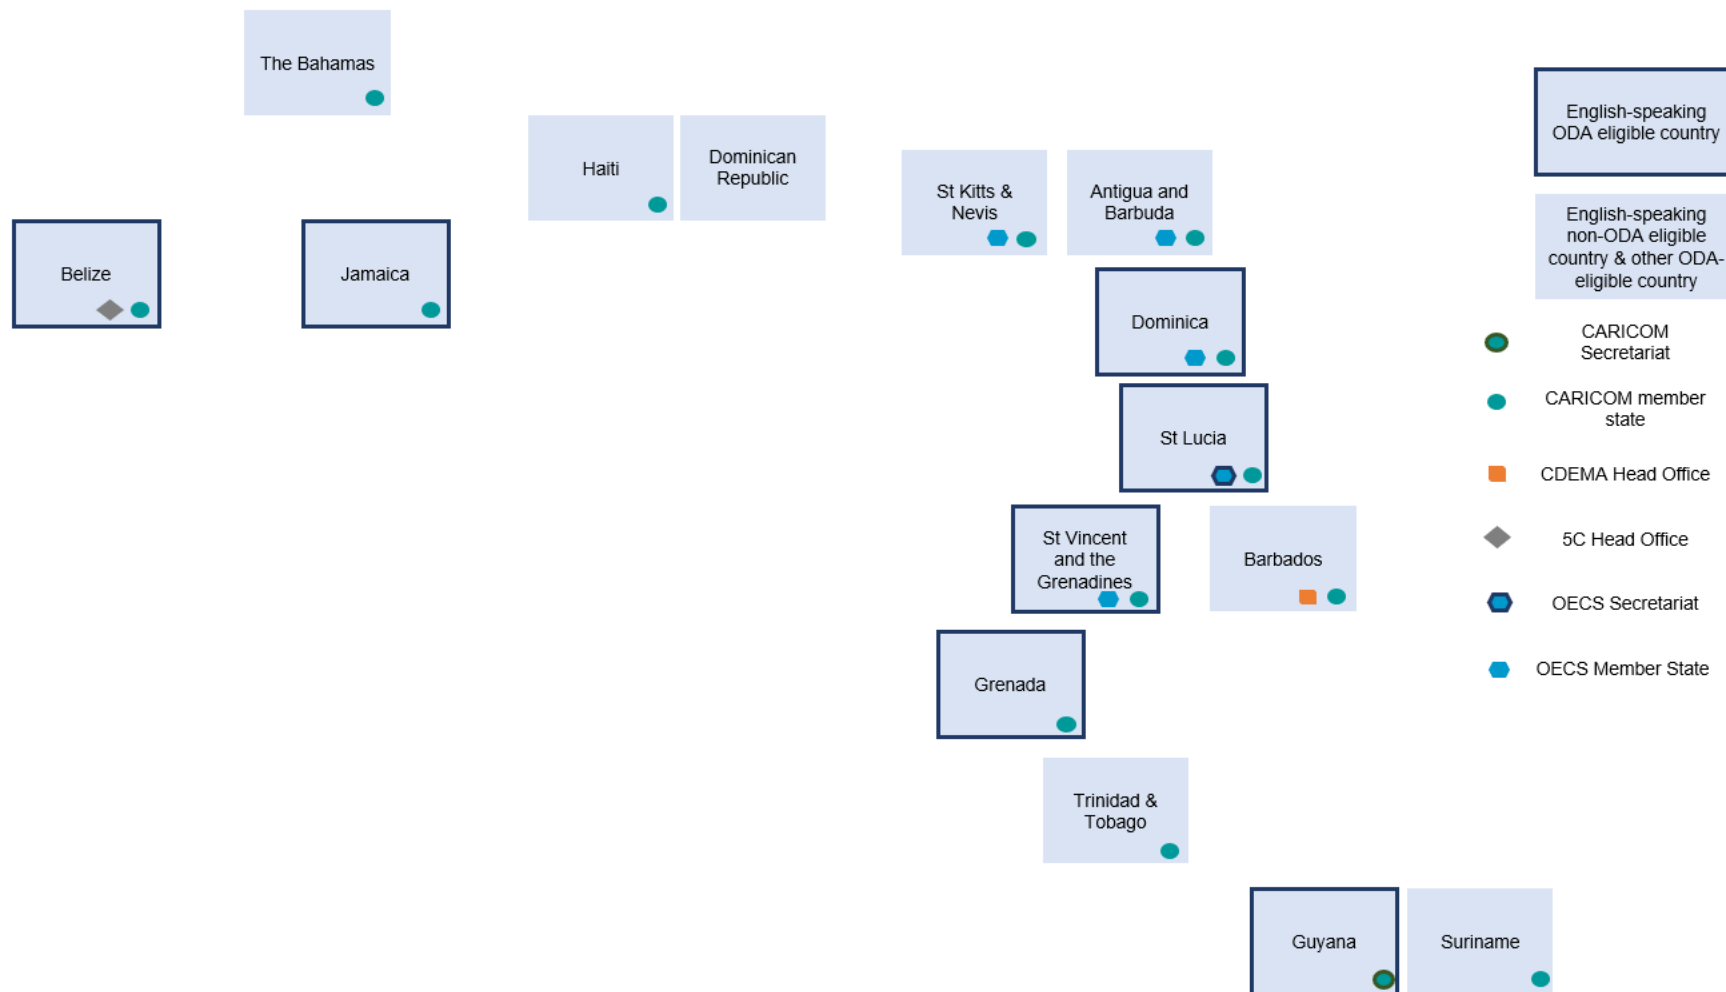 The Bahamas
Haiti
Dominican
Republic
St Kitts &
Nevis
Antigua and
Barbuda
Belize
Jamaica
Dominica
St Lucia
St Vincent
and the
Grenadines
Barbados
Grenada
Trinidad &
Tobago
Guyana
Suriname
English-speaking
ODA eligible country
English-speaking
non-ODA eligible
country & other ODA-
eligible country
CARICOM
Secretariat
CARICOM member
state
CDEMA Head Office
5C Head Office
OECS Secretariat
OECS Member State